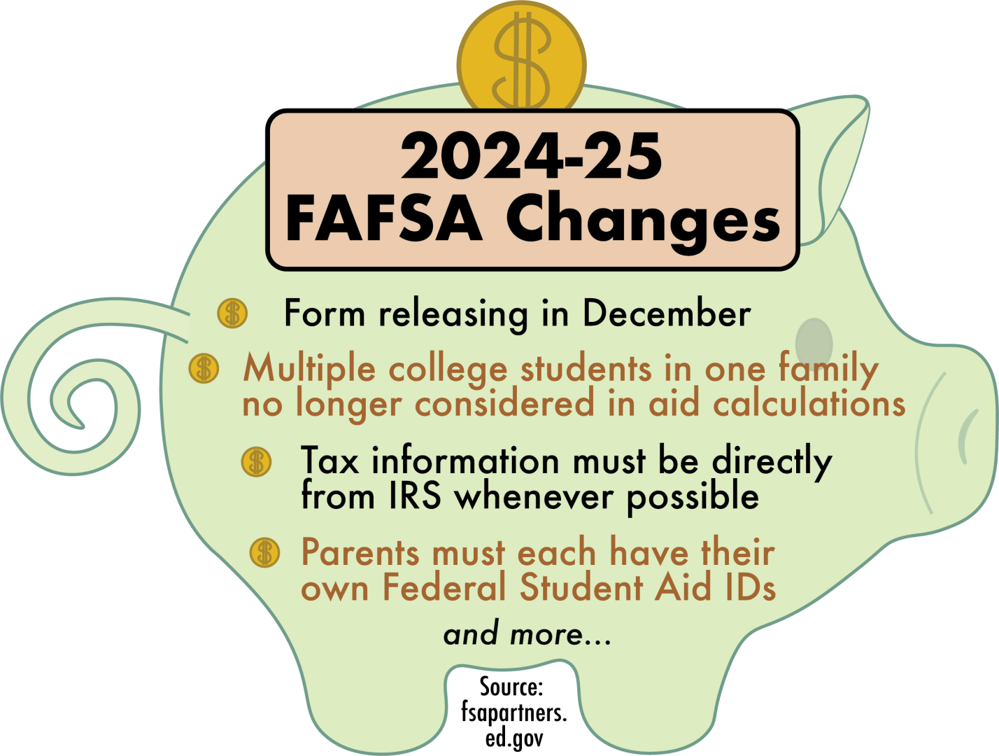 2024-25
FAFSA Changes
Form releasing in December
Multiple college students in one family
no longer considered in aid calculations
Tax information must be directly
from IRS whenever possible
Parents must each have their
own Federal Student Aid IDs
and more...
Source:
fsapartners.
ed.gov